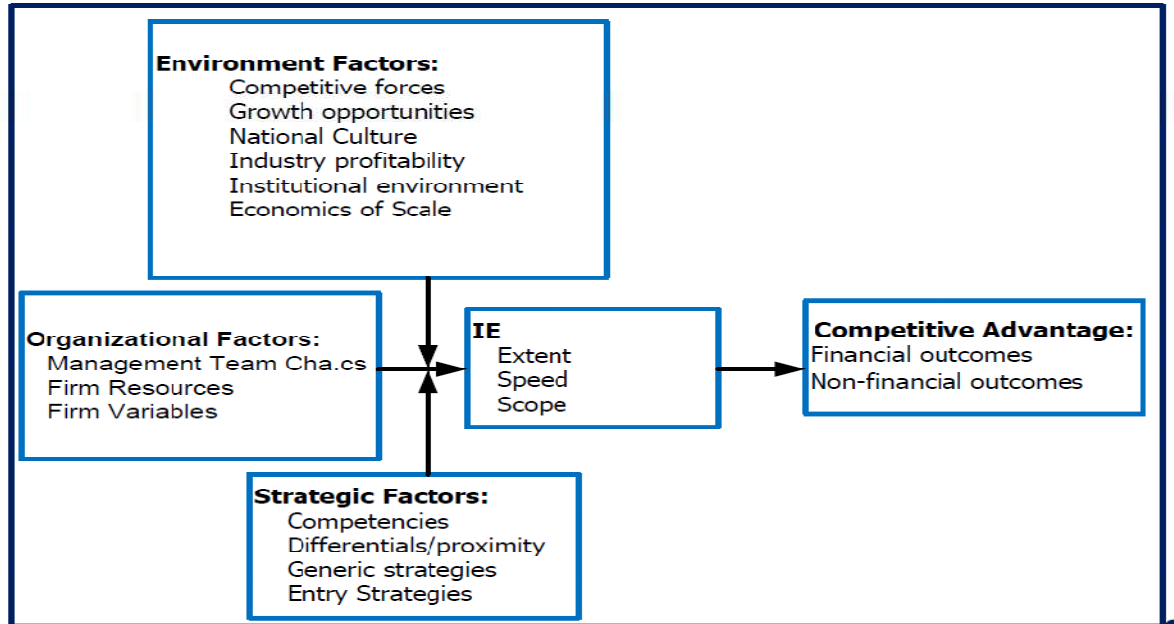 Environment Factors:
Competitive forces
Growth opportunities
National Culture
Industry profitability
Institutional environment
Economics of Scale
Organizational Factors:
Management Team Cha.cs
Firm Resources
Firm Variables
IE
Extent
Speed
Scope
Competitive Advantage:
Financial outcomes
Non-financial outcomes
Strategic Factors:
Competencies
Differentials/proximity
Generic strategies
Entry Strategies